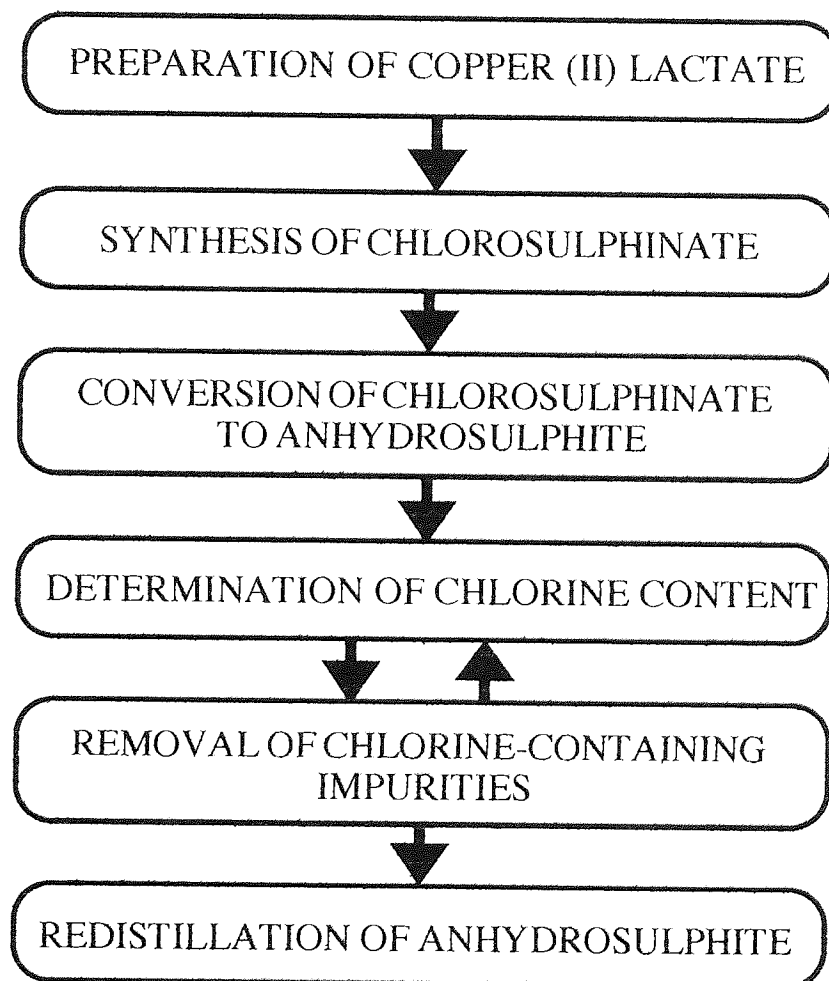 PREPARATION OF COPPER (II) LACTATE
SYNTHESIS OF CHLOROSULPHINATE
CONVERSION OF CHLOROSULPHINATE
TO ANHYDROSULPHITE
DETERMINATION OF CHLORINE CONTENT
REMOVAL OF CHLORINE-CONTAINING
IMPURITIES
REDISTILLATION OF ANHYDROSULPHITE